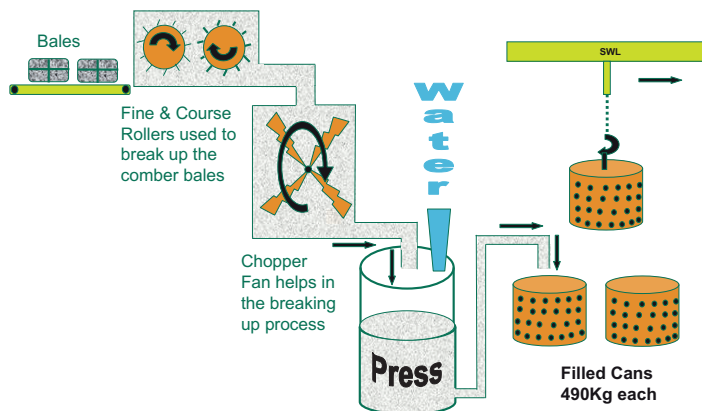 Bales
Fine & Course
Rollers used to
break up the
comber bales
Water
SWL
Chopper
Fan helps in
the breaking
up process
Press
Filled Cans
490Kg each